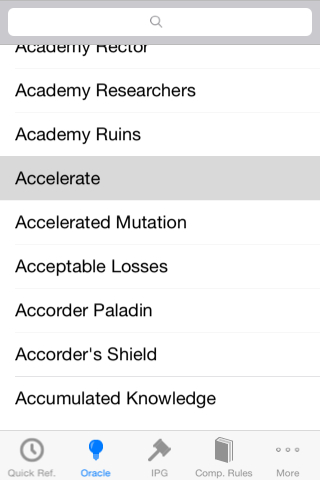 Academy Rector
Academy Researchers
Academy Ruins
Accelerate
Accelerated Mutation
Acceptable Losses
Accorder Paladin
Accorder's Shield
Accumulated Knowledge
Quick Ref.
Oracle
IPG
Comp. Rules
More